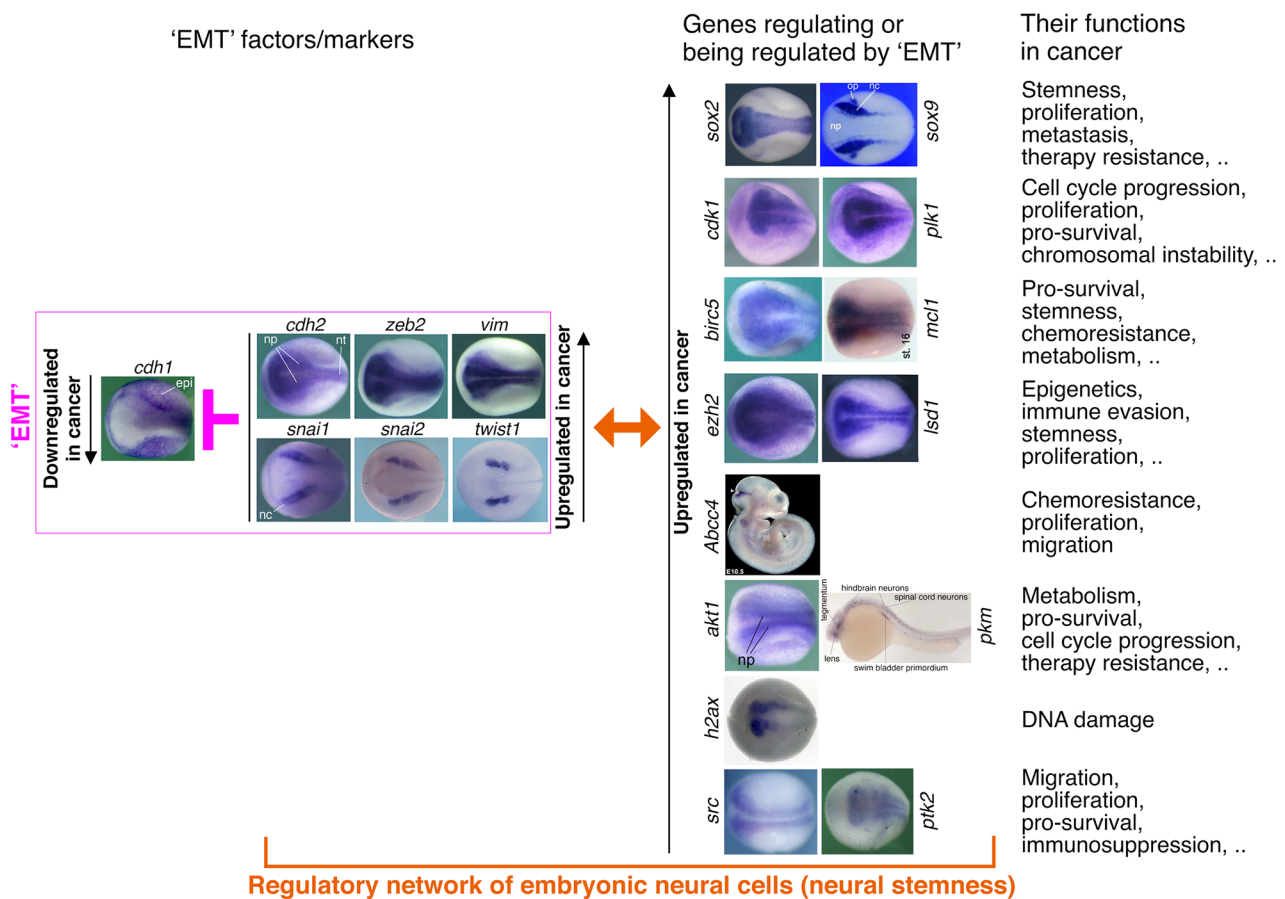 ‘EMT’ factors/markers
Genes regulating or
being regulated by ‘EMT’
Their functions
in cancer
‘EMT’
Downregulated
in cancer
cdh1
epi
cdh2
zeb2
vim
np
nt
snai1
snai2
twist1
nc
Upregulated in cancer
Upregulated in cancer
sox2
op
nc
np
sox9
Stemness,
proliferation,
metastasis,
therapy resistance, ..
cdk1
plk1
Cell cycle progression,
proliferation,
pro-survival,
chromosomal instability, ..
birc5
st. 16
mcl1
Pro-survival,
stemness,
chemoresistance,
metabolism, ..
ezh2
lsd1
Epigenetics,
immune evasion,
stemness,
proliferation, ..
Abcc4
E10.5
Chemoresistance,
proliferation,
migration
akt1
np
hindbrain neurons
spinal cord neurons
tegmentum
lens
swim bladder primordium
pkm
Metabolism,
pro-survival,
cell cycle progression,
therapy resistance, ..
h2ax
DNA damage
src
ptk2
Migration,
proliferation,
pro-survival,
immunosuppression, ..
Regulatory network of embryonic neural cells (neural stemness)